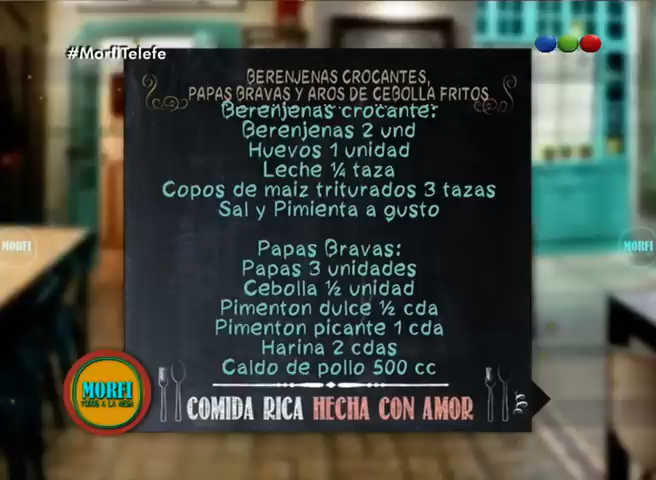 #MorfiTelefe
BERENJENAS CROCANTES,
PAPAS BRAVAS Y AROS DE CEBOLLA FRITOS
Berenjenas crocante:
Berenjenas 2 und
Huevos 1 unidad
Leche ¼ taza
Copos de maiz triturados 3 tazas
Sal y Pimienta a gusto
MORFI
MORFI
Papas Bravas:
Papas 3 unidades
Cebolla ½ unidad
Pimenton dulce ½ cda
Pimenton picante 1 cda
Harina 2 cdas
Caldo de pollo 500 cc
MORFI
TODOS A LA MESA
COMIDA RICA HECHA CON AMOR